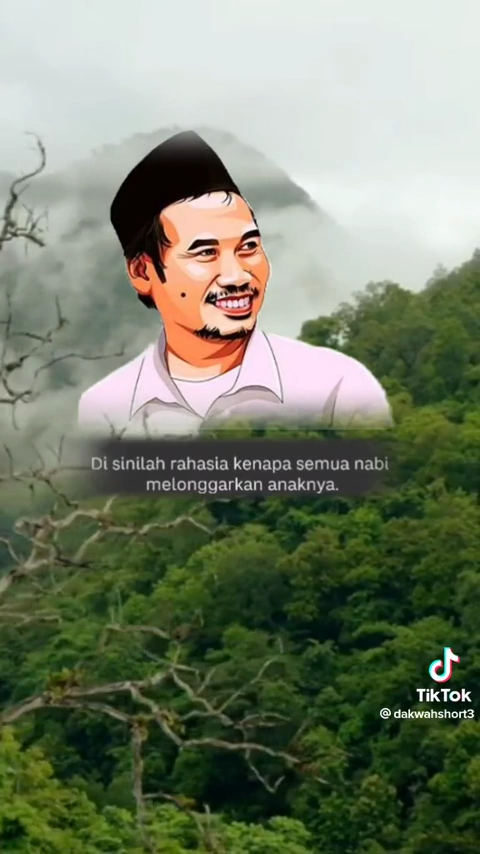 Di sinilah rahasia kenapa semua nabi
melonggarkan anaknya.
TikTok
@ dakwahshort3